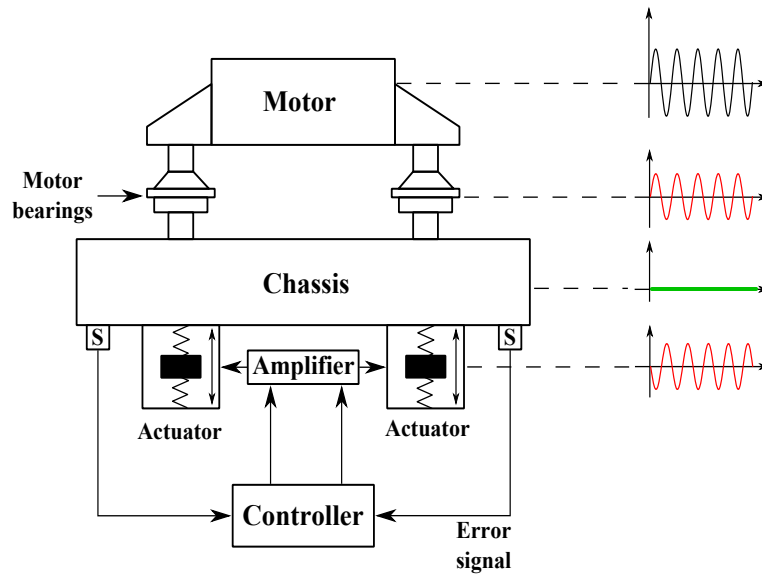 Motor
Motor
bearings
Chassis
S
S
Amplifier
Actuator
Actuator
Controller
Error
signal